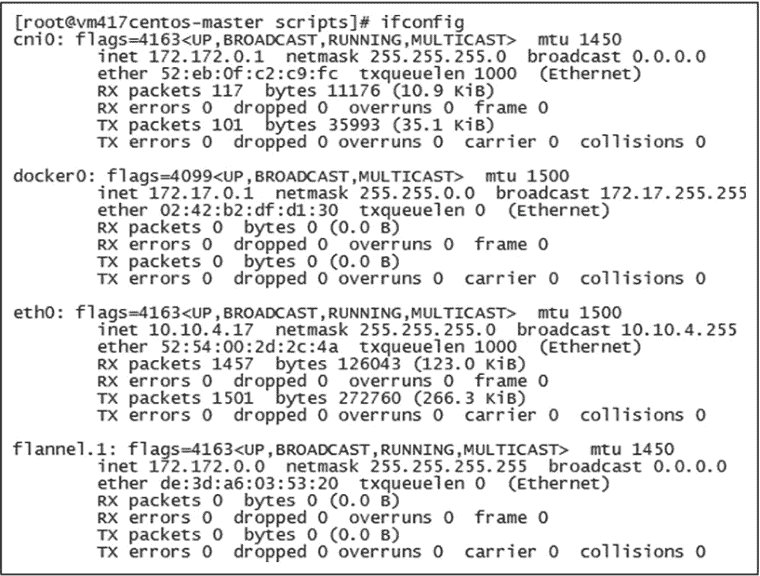 [root@vm417centos-master scripts]# ifconfig
cni0: flags=4163<UP,BROADCAST,RUNNING,MULTICAST>  mtu 1450
        inet 172.172.0.1  netmask 255.255.255.0  broadcast 0.0.0.0
        ether 52:eb:0f:c2:c9:fc  txqueuelen 1000  (Ethernet)
        RX packets 117  bytes 11176 (10.9 KiB)
        RX errors 0  dropped 0  overruns 0  frame 0
        TX packets 101  bytes 35993 (35.1 KiB)
        TX errors 0  dropped 0 overruns 0  carrier 0  collisions 0

docker0: flags=4099<UP,BROADCAST,MULTICAST>  mtu 1500
        inet 172.17.0.1  netmask 255.255.0.0  broadcast 172.17.255.255
        ether 02:42:b2:df:d1:30  txqueuelen 0  (Ethernet)
        RX packets 0  bytes 0 (0.0 B)
        RX errors 0  dropped 0  overruns 0  frame 0
        TX packets 0  bytes 0 (0.0 B)
        TX errors 0  dropped 0 overruns 0  carrier 0  collisions 0

eth0: flags=4163<UP,BROADCAST,RUNNING,MULTICAST>  mtu 1500
        inet 10.10.4.17  netmask 255.255.255.0  broadcast 10.10.4.255
        ether 52:54:00:2d:2c:4a  txqueuelen 1000  (Ethernet)
        RX packets 1457  bytes 126043 (123.0 KiB)
        RX errors 0  dropped 0  overruns 0  frame 0
        TX packets 1501  bytes 272760 (266.3 KiB)
        TX errors 0  dropped 0 overruns 0  carrier 0  collisions 0

flannel.1: flags=4163<UP,BROADCAST,RUNNING,MULTICAST>  mtu 1450
        inet 172.172.0.0  netmask 255.255.255.255  broadcast 0.0.0.0
        ether de:3d:a6:03:53:20  txqueuelen 0  (Ethernet)
        RX packets 0  bytes 0 (0.0 B)
        RX errors 0  dropped 0  overruns 0  frame 0
        TX packets 0  bytes 0 (0.0 B)
        TX errors 0  dropped 0 overruns 0  carrier 0  collisions 0